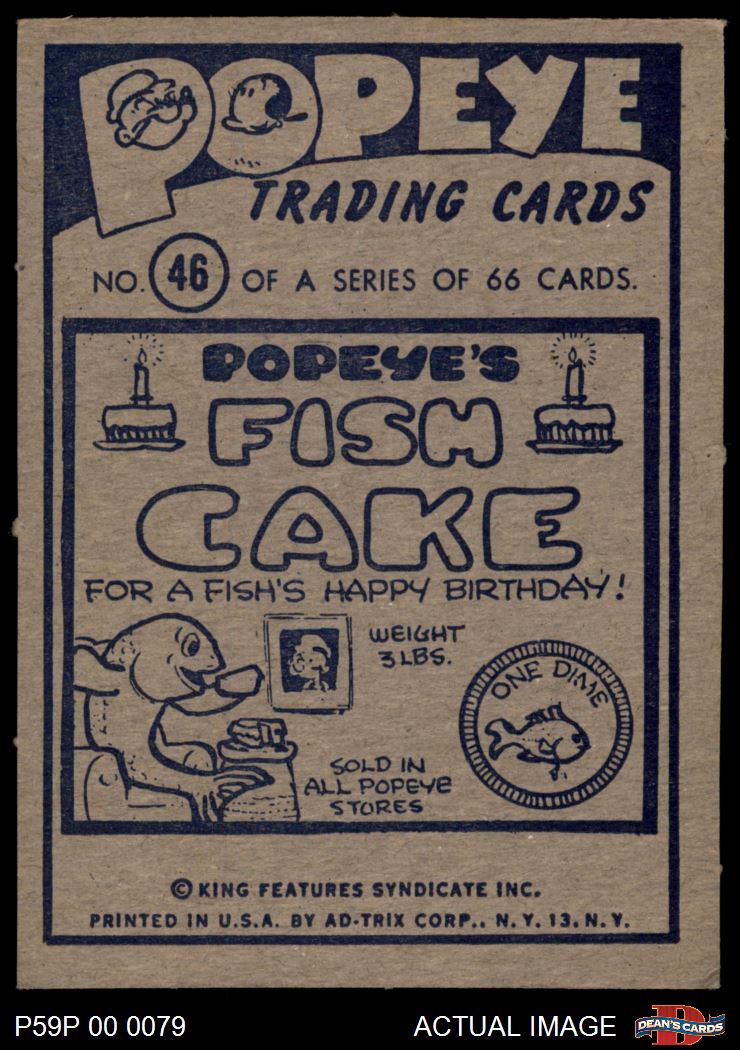 POPEYE
TRADING CARDS
NO. 46 OF A SERIES OF 66 CARDS.
POPEYE'S
FISH
CAKE
FOR A FISH'S HAPPY BIRTHDAY!
WEIGHT
3 LBS.
ONE DIME
SOLD IN
ALL POPEYE
STORES
© KING FEATURES SYNDICATE INC.
PRINTED IN U.S.A. BY AD-TRIX CORP., N.Y. 13, N.Y.
P59P 00 0079
ACTUAL IMAGE
D
DEAN'S CARDS